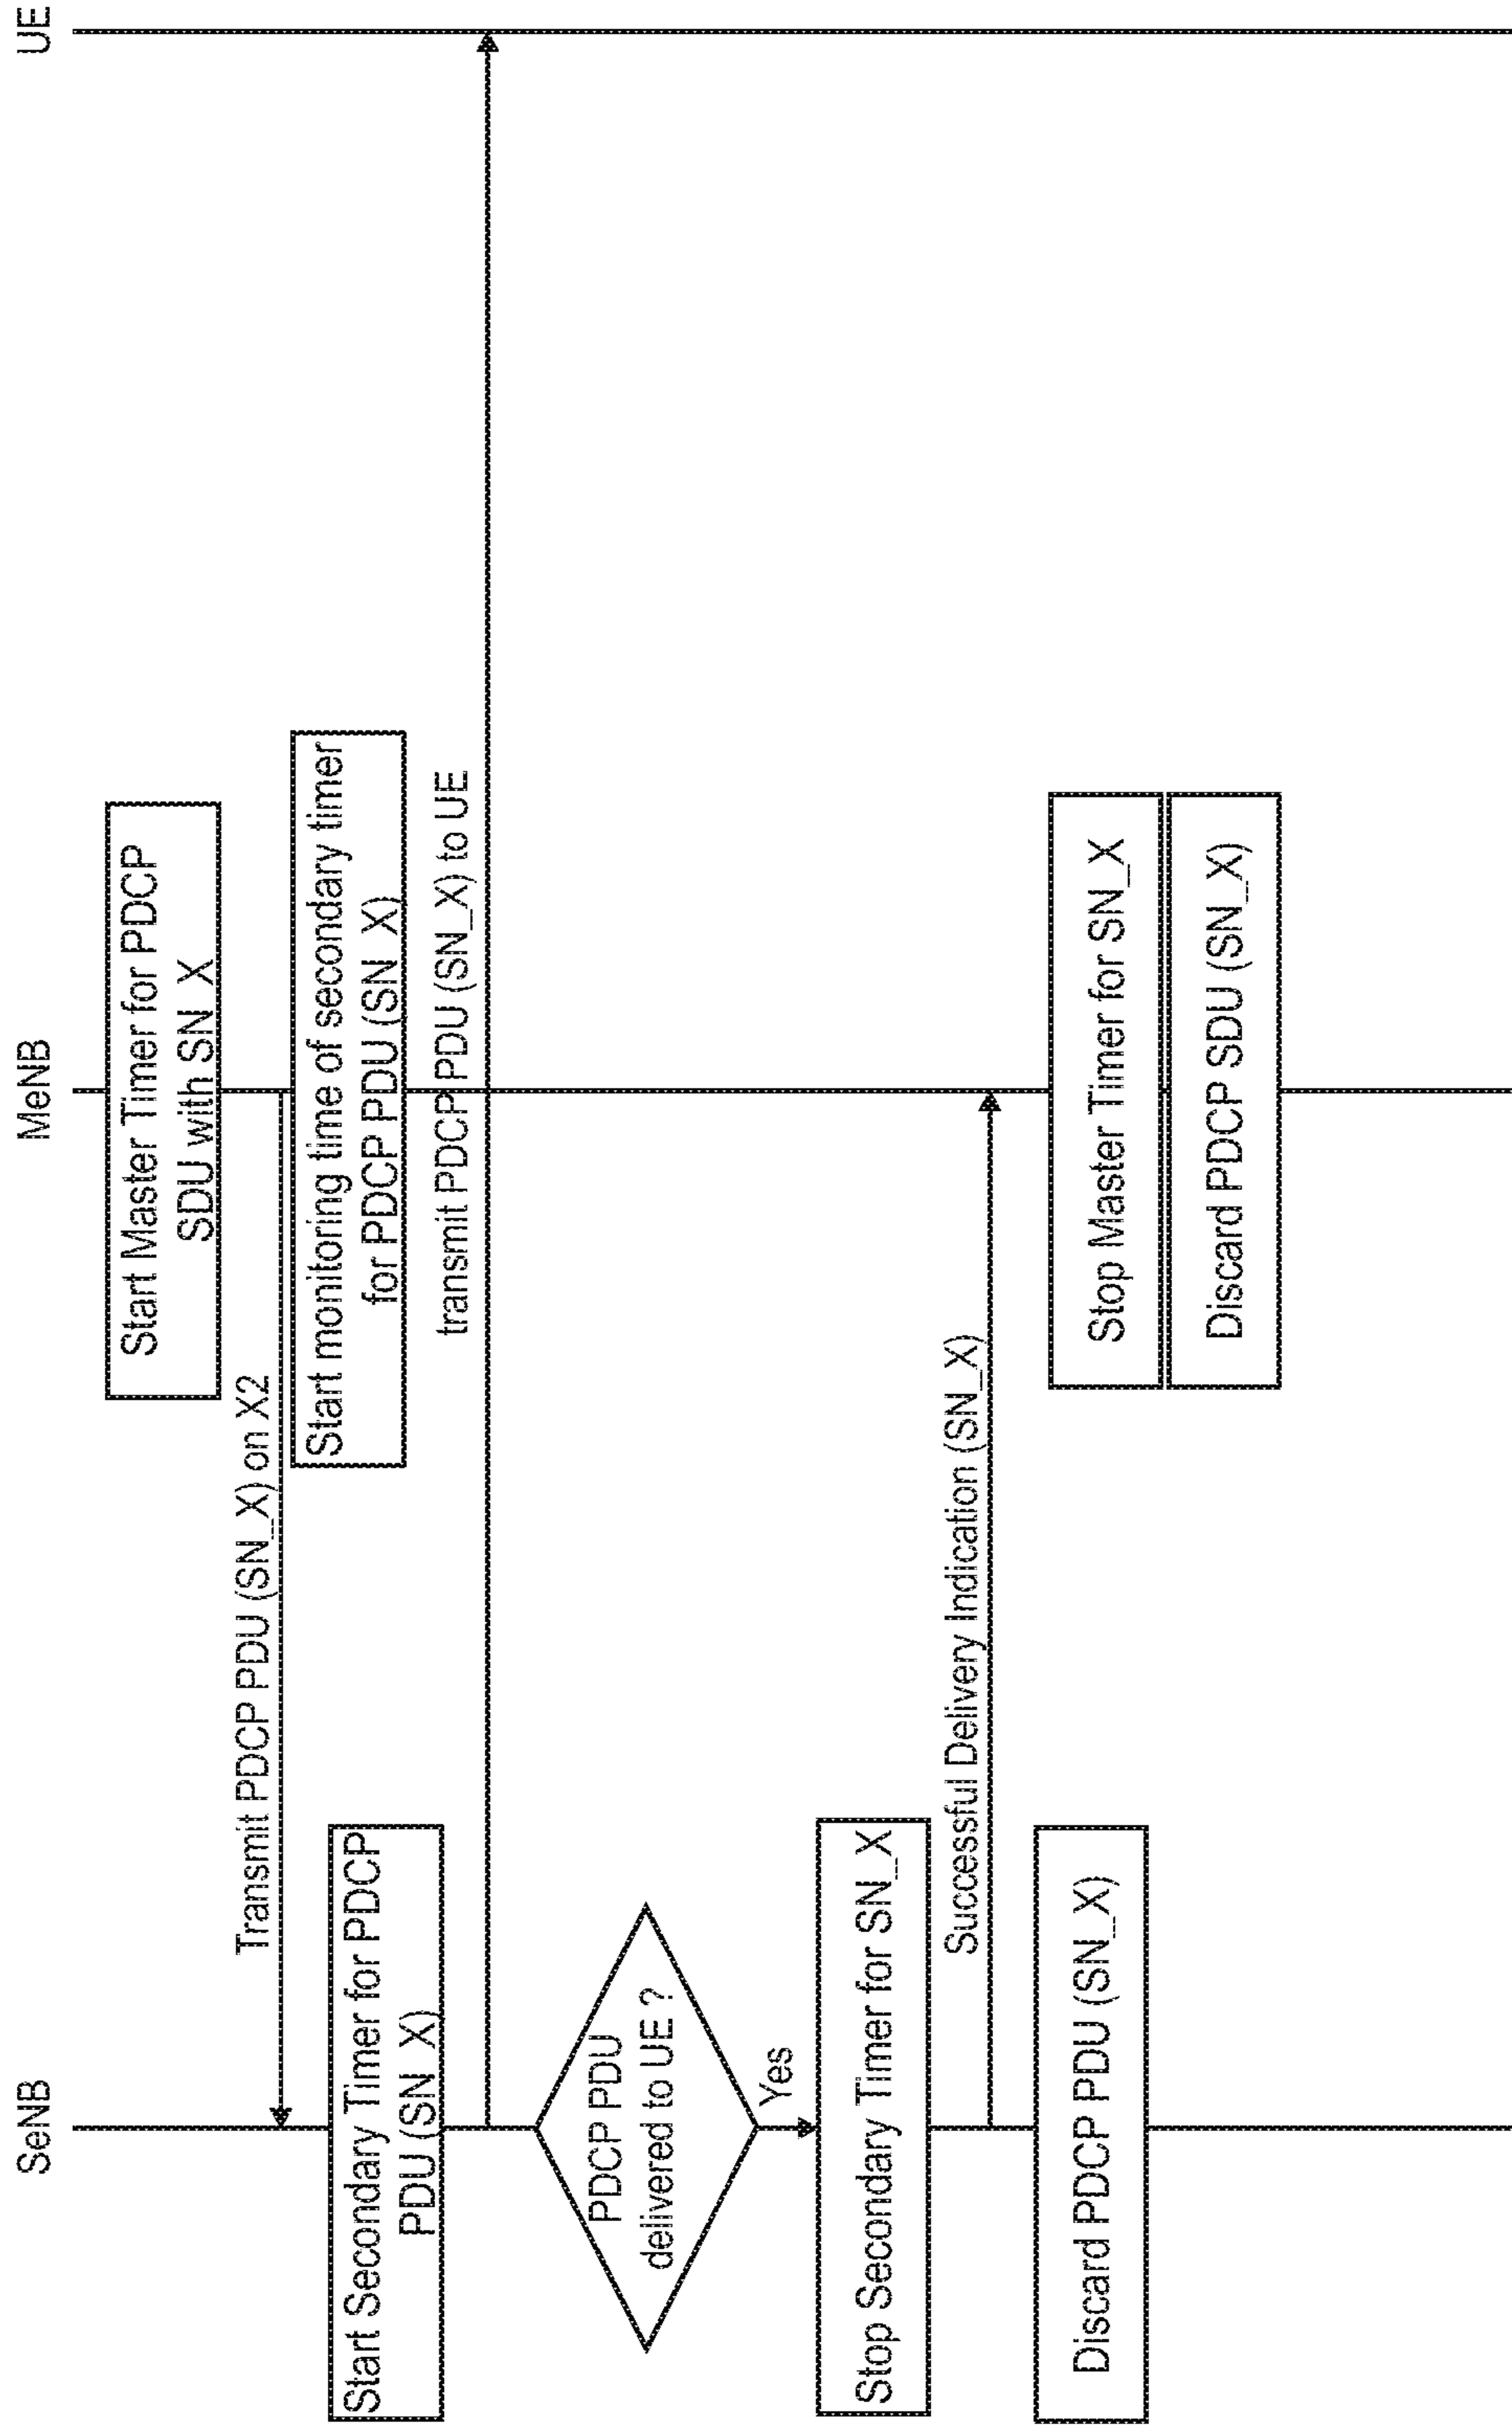 SeNB
MeNB
UE
Start Master Timer for PDCP
SDU with SN_X
Transmit PDCP PDU (SN_X) on X2
Start monitoring time of secondary timer
for PDCP PDU (SN_X)
Start Secondary Timer for PDCP
PDU (SN_X)
transmit PDCP PDU (SN_X) to UE
PDCP PDU
delivered to UE ?
Yes
Stop Secondary Timer for SN_X
Successful Delivery Indication (SN_X)
Discard PDCP PDU (SN_X)
Stop Master Timer for SN_X
Discard PDCP SDU (SN_X)